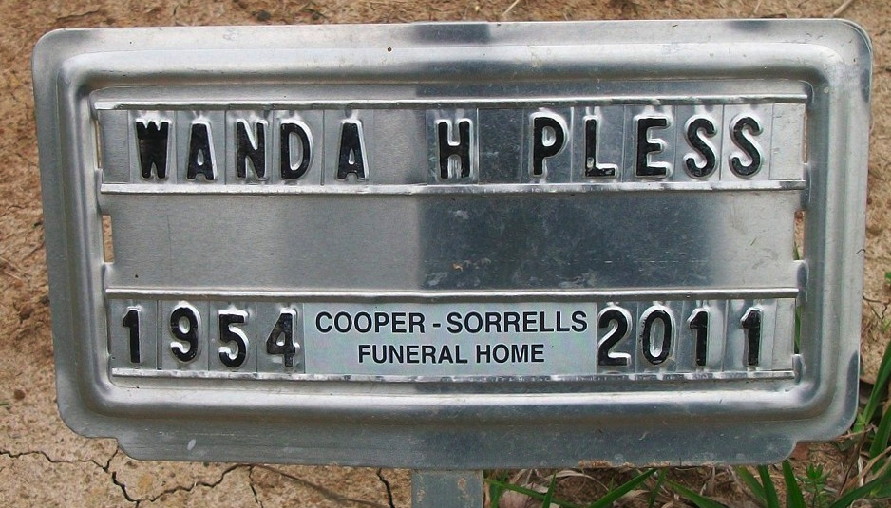 WANDA H PLESS
1954 COOPER-SORRELLS FUNERAL HOME 2011